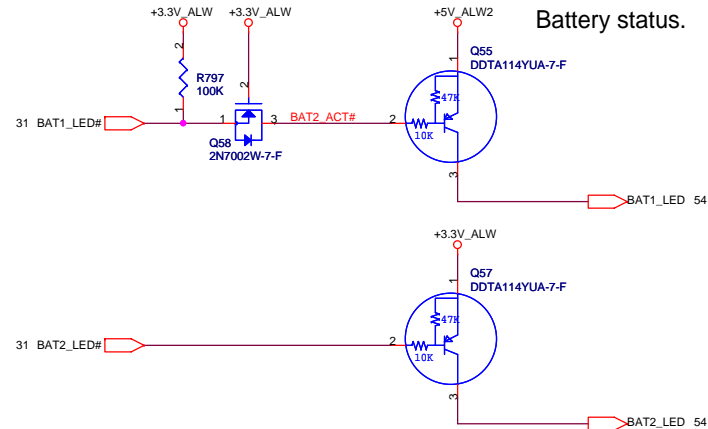 +3.3V_ALW +3.3V_ALW +5V_ALW2 Battery status.
Q55
DDTA114YUA-7-F
2 2 1
R797
100K
47K
1
31 BAT1_LED# 1 3 BAT2_ACT# 2
10K
Q58
2N7002W-7-F
3
BAT1_LED 54
+3.3V_ALW
Q57
DDTA114YUA-7-F
1
47K
31 BAT2_LED# 2
10K
3
BAT2_LED 54